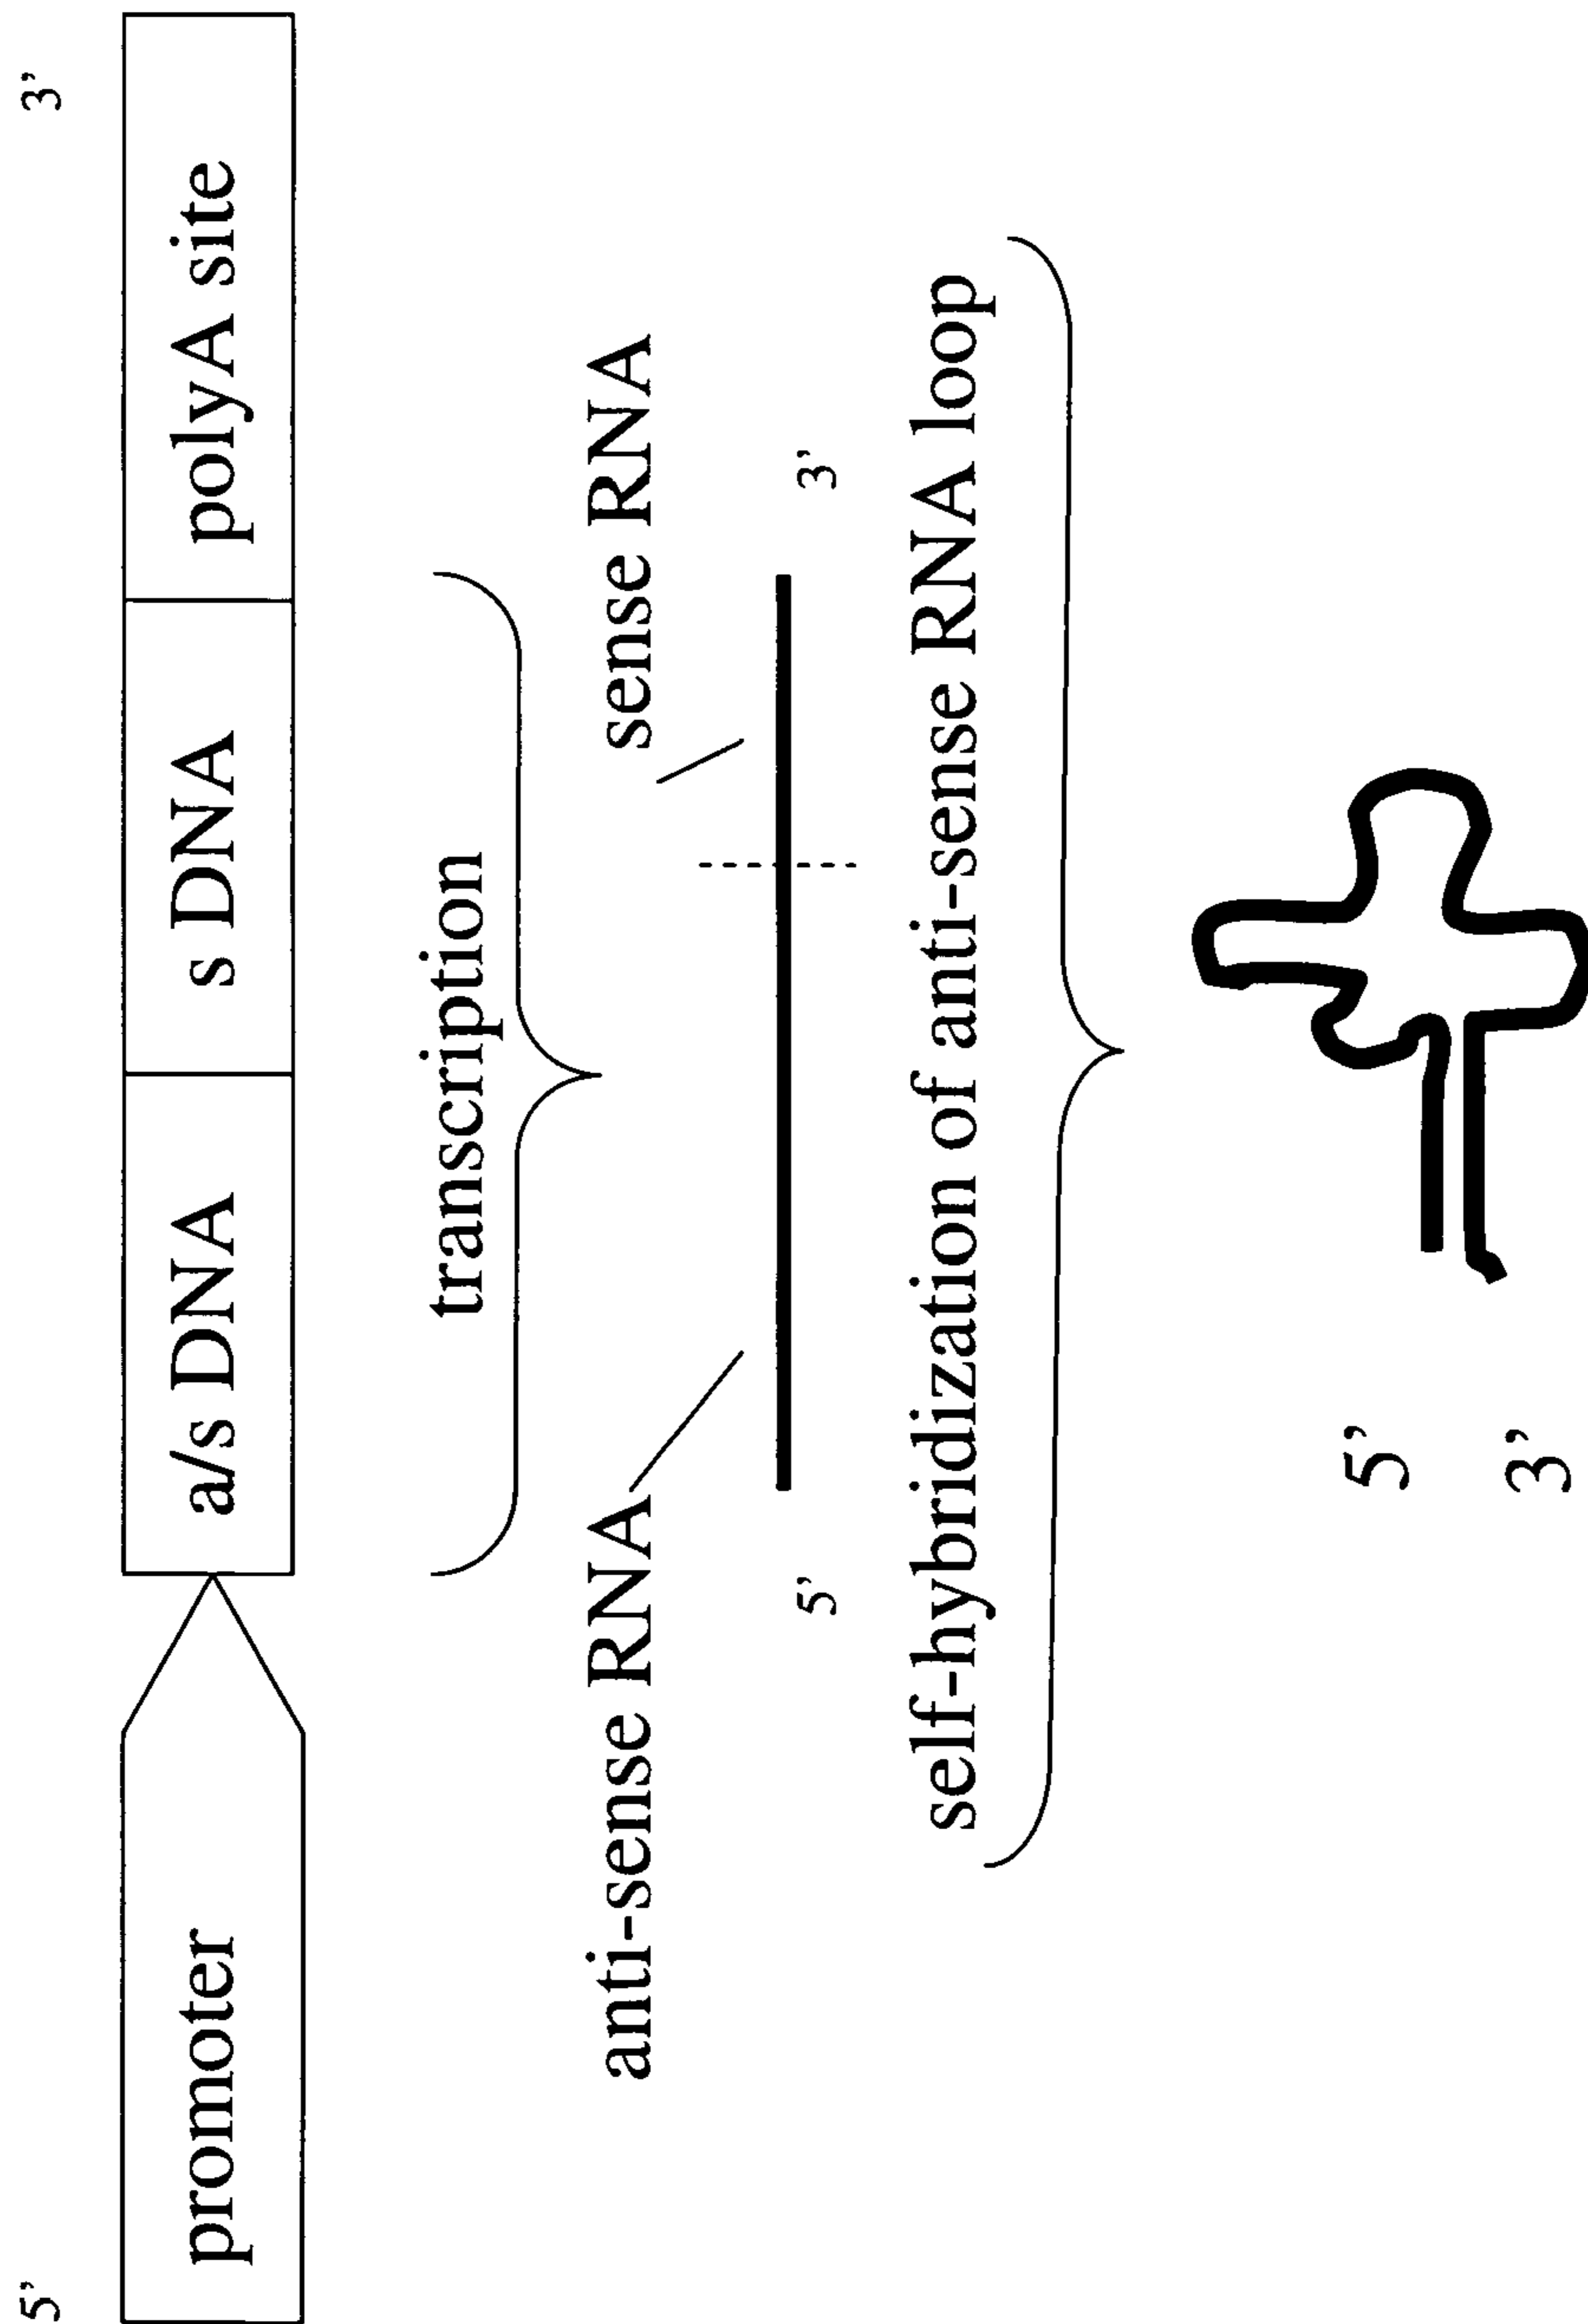 5’ 3’
promoter a/s DNA s DNA polyA site
transcription
anti-sense RNA sense RNA
5’ 3’
self-hybridization of anti-sense RNA loop
5’
3’